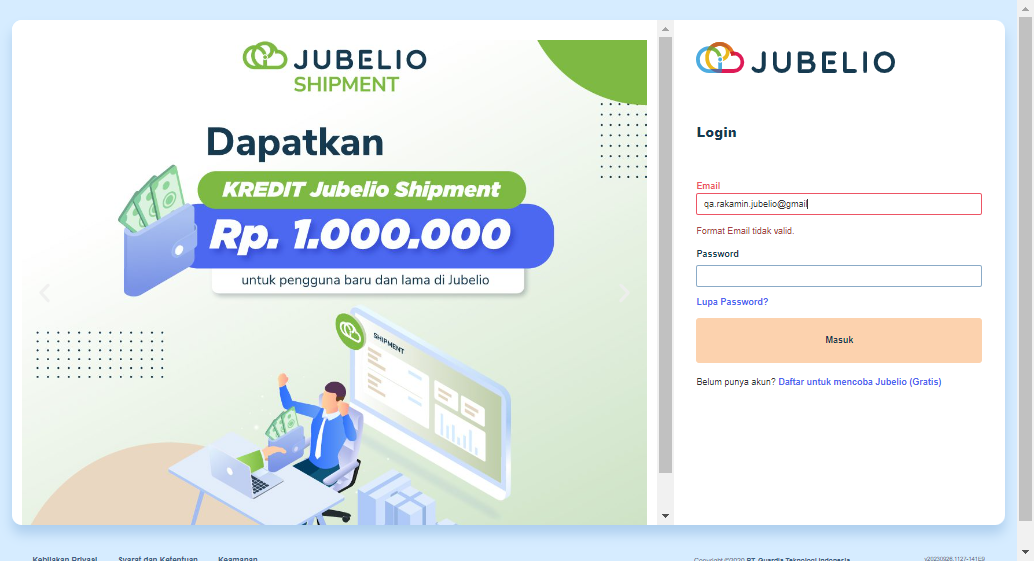 JUBELIO
SHIPMENT
Dapatkan
KREDIT Jubelio Shipment
Rp. 1.000.000
untuk pengguna baru dan lama di Jubelio
SHIPMENT
JUBELIO
Login
Email
qa.rakamin.jubelio@gmail
Format Email tidak valid.
Password
Lupa Password?
Masuk
Belum punya akun? Daftar untuk mencoba Jubelio (Gratis)
Kebijakan Privasi Syarat dan Ketentuan Keamanan
Copyright ©2020 PT. Guardia Teknologi Indonesia